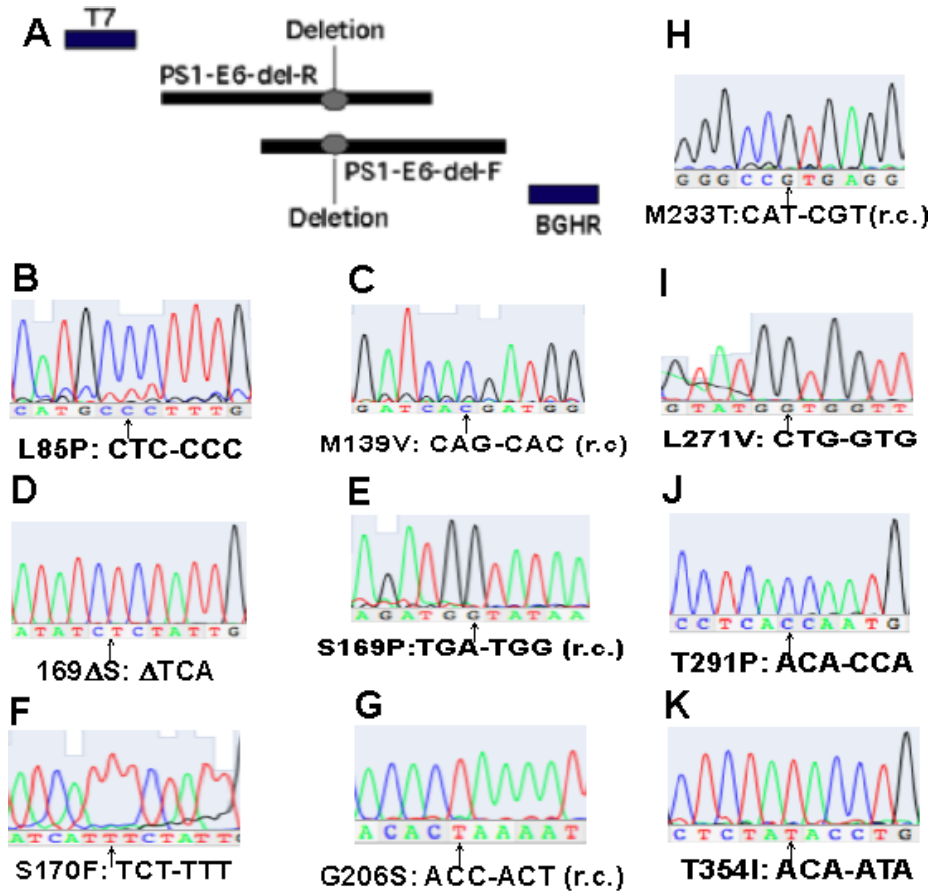 A
T7
Deletion
PS1-E6-del-R
PS1-E6-del-F
Deletion
BGHR
H
GGGCCGTGAGG
M233T:CAT-CGT(r.c.)
B
CATGCCCTTTG
L85P: CTC-CCC
C
GATCACGATGG
M139V: CAG-CAC (r.c)
I
GTATGGTGGTT
L271V: CTG-GTG
D
ATATCTCTATTG
169ΔS: ΔTCA
E
AGATGGTATAA
S169P:TGA-TGG (r.c.)
J
CCTCACCAATG
T291P: ACA-CCA
F
ATCATTTCTATTG
S170F: TCT-TTT
G
ACACTAAAAT
G206S: ACC-ACT (r.c.)
K
CTCTATACCTG
T354I: ACA-ATA